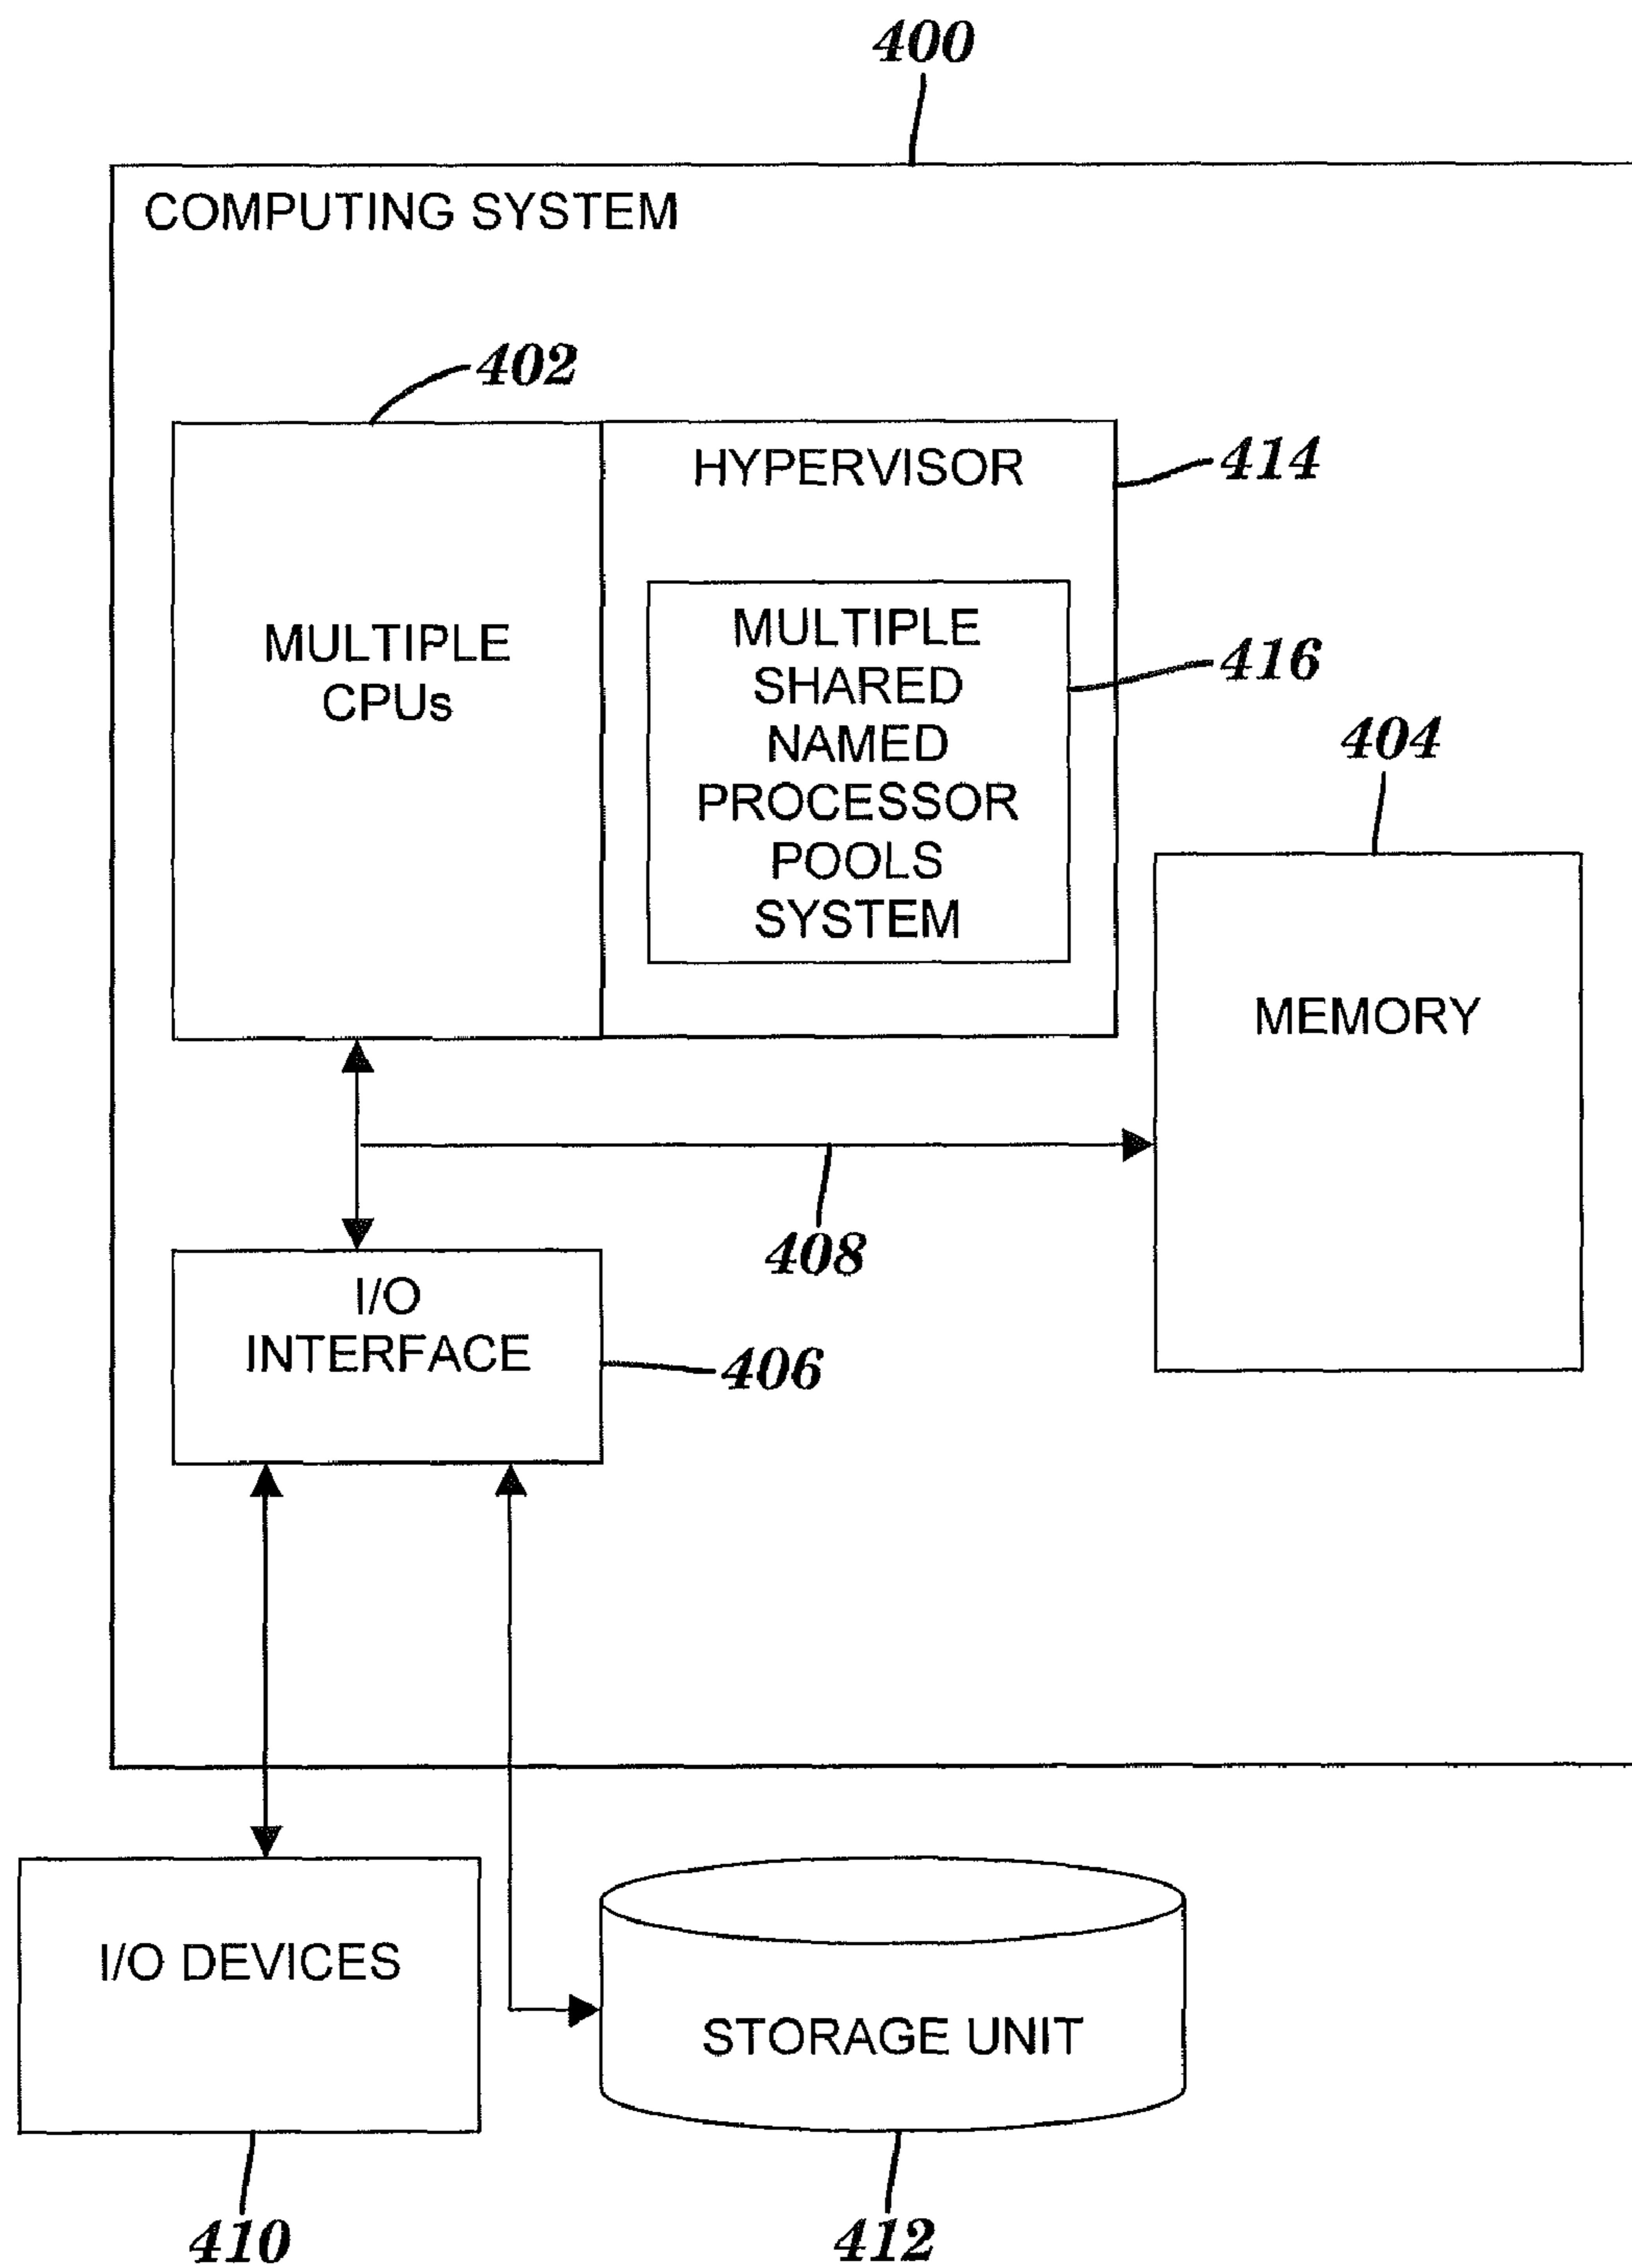 400
COMPUTING SYSTEM
402
HYPERVISOR
414
MULTIPLE
CPUs
MULTIPLE
SHARED
NAMED
PROCESSOR
POOLS
SYSTEM
416
404
MEMORY
408
I/O
INTERFACE
406
I/O DEVICES
STORAGE UNIT
410
412